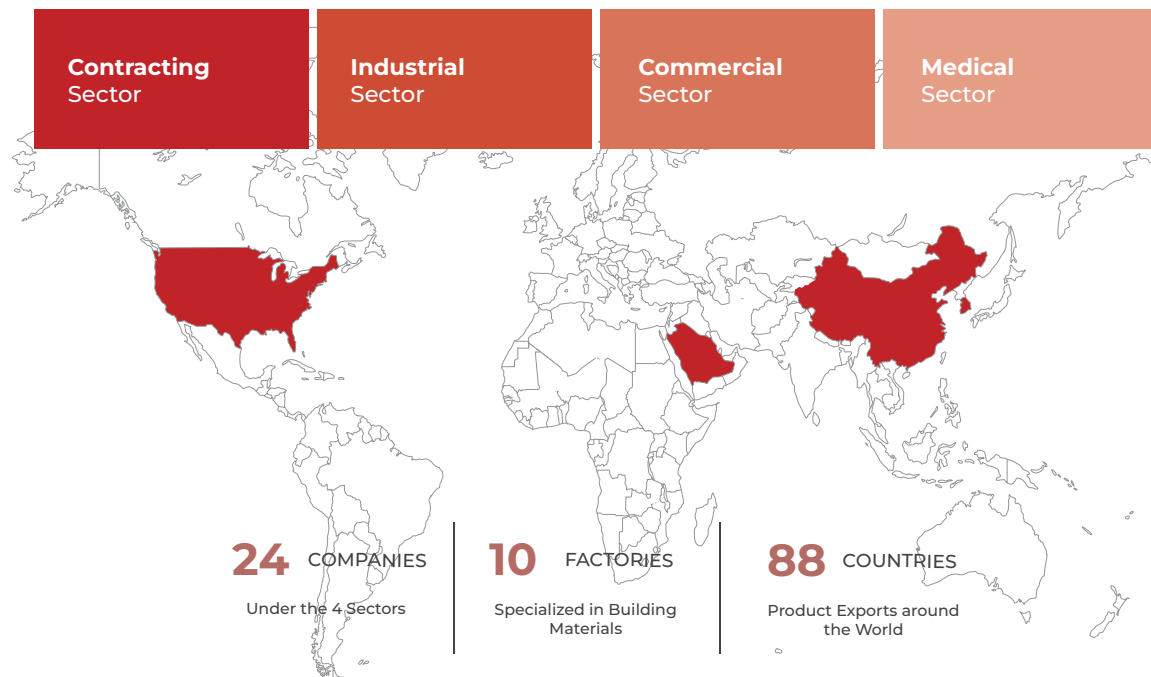 Contracting
Sector
Industrial
Sector
Commercial
Sector
Medical
Sector
24 COMPANIES
Under the 4 Sectors
10 FACTORIES
Specialized in Building
Materials
88 COUNTRIES
Product Exports around
the World